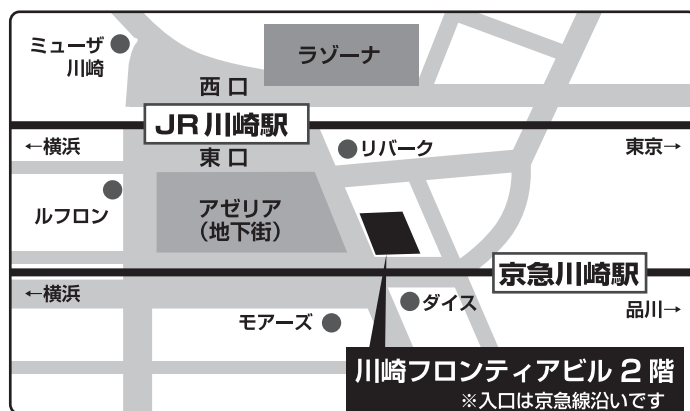 ミューザ
川崎
ラゾーナ
西口
JR川崎駅
←横浜
東口
リバーク
東京→
ルフロン
アゼリア
(地下街)
京急川崎駅
←横浜
ダイス
品川→
モアーズ
川崎フロンティアビル 2 階
※入口は京急線沿いです